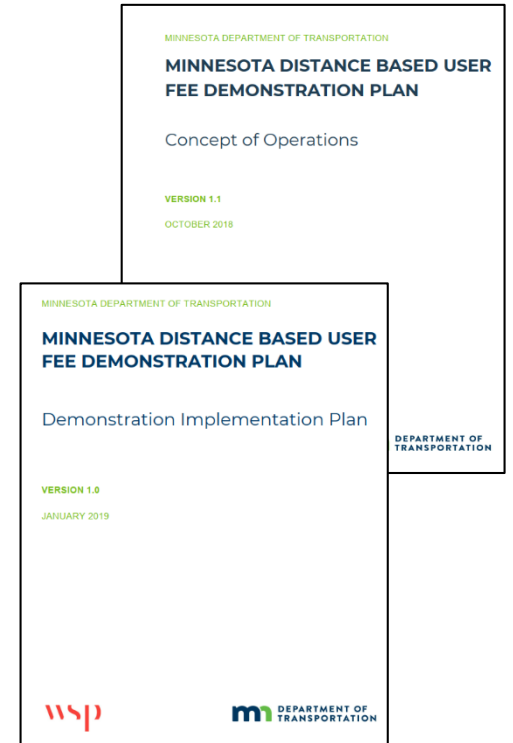 MINNESOTA DEPARTMENT OF TRANSPORTATION
MINNESOTA DISTANCE BASED USER
FEE DEMONSTRATION PLAN
Concept of Operations
VERSION 1.1
OCTOBER 2018
DEPARTMENT OF
TRANSPORTATION
MINNESOTA DEPARTMENT OF TRANSPORTATION
MINNESOTA DISTANCE BASED USER
FEE DEMONSTRATION PLAN
Demonstration Implementation Plan
VERSION 1.0
JANUARY 2019
wsp
mn DEPARTMENT OF
TRANSPORTATION